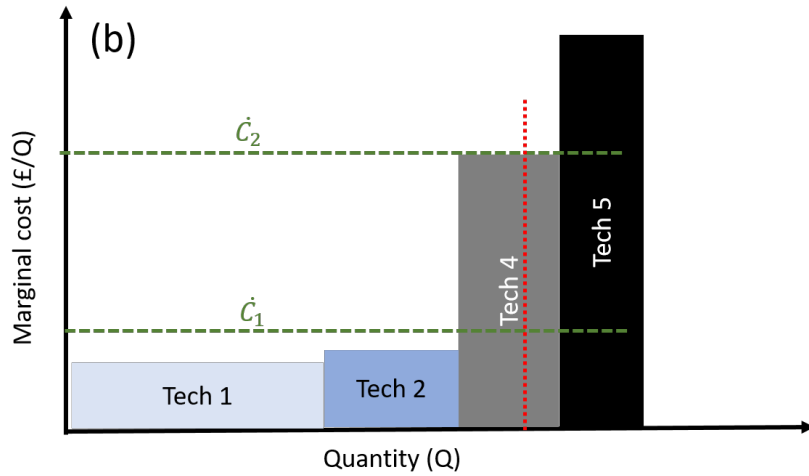 (b)
Marginal cost (£/Q)
Ċ₂
Ċ₁
Tech 1
Tech 2
Tech 4
Tech 5
Quantity (Q)